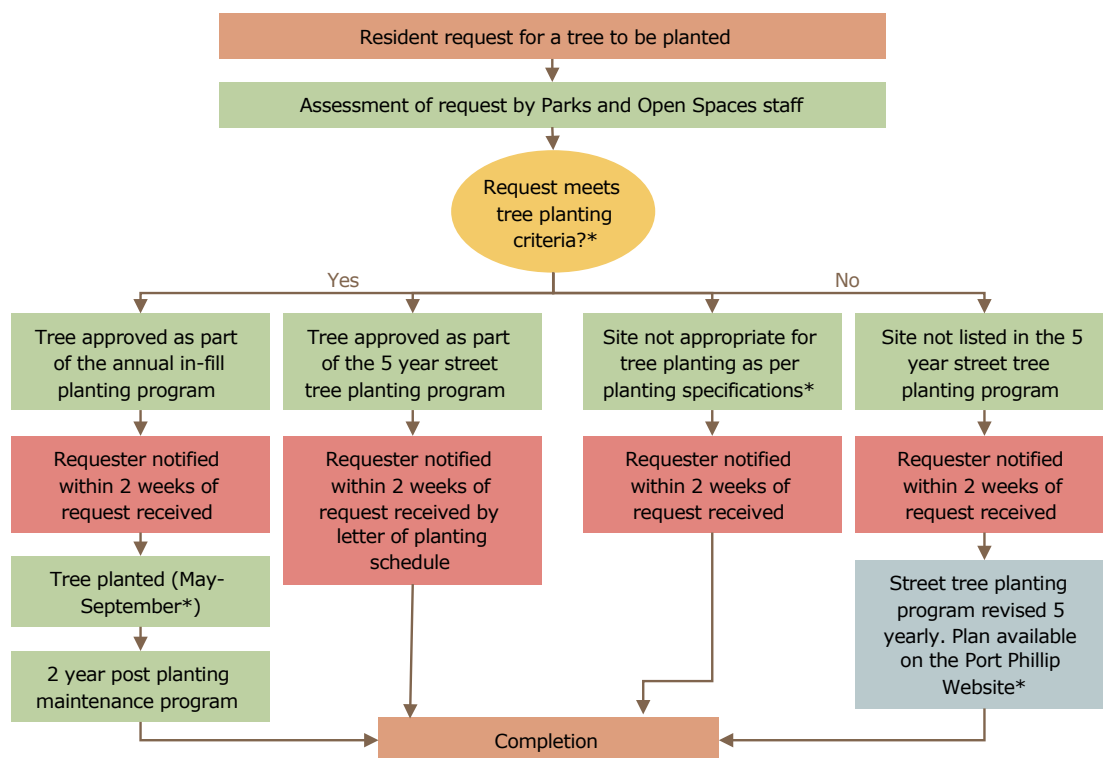 Resident request for a tree to be planted
Assessment of request by Parks and Open Spaces staff
Request meets
tree planting
criteria?*
Yes
No
Tree approved as part
of the annual in-fill
planting program
Tree approved as part
of the 5 year street
tree planting program
Site not appropriate for
tree planting as per
planting specifications*
Site not listed in the 5
year street tree
planting program
Requester notified
within 2 weeks of
request received
Requester notified
within 2 weeks of
request received by
letter of planting
schedule
Requester notified
within 2 weeks of
request received
Requester notified
within 2 weeks of
request received
Tree planted (May-
September*)
Street tree planting
program revised 5
yearly. Plan available
on the Port Phillip
Website*
2 year post planting
maintenance program
Completion